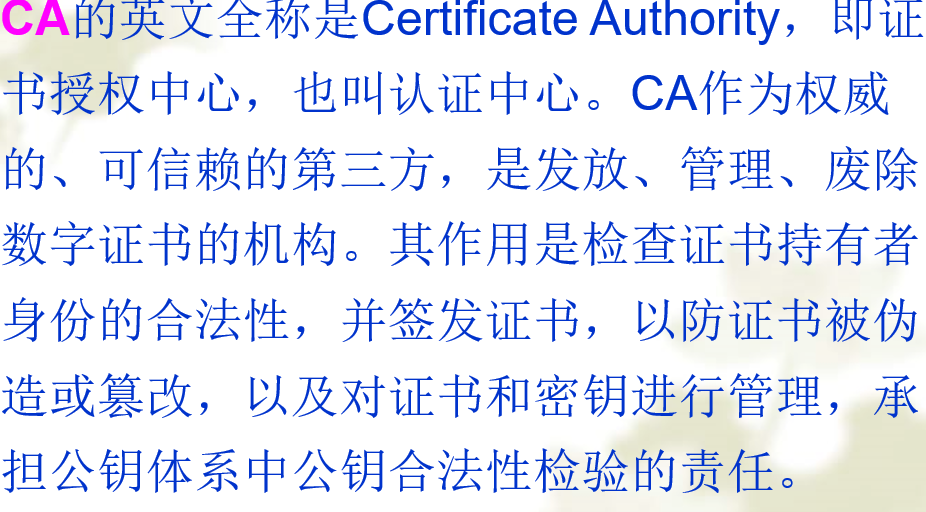 CA的英文全称是Certificate Authority，即证
书授权中心，也叫认证中心。CA作为权威
的、可信赖的第三方，是发放、管理、废除
数字证书的机构。其作用是检查证书持有者
身份的合法性，并签发证书，以防证书被伪
造或篡改，以及对证书和密钥进行管理，承
担公钥体系中公钥合法性检验的责任。